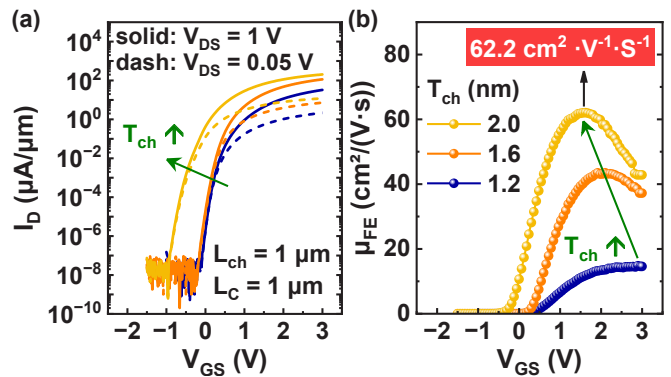 (a)
solid: V_DS = 1 V
dash: V_DS = 0.05 V
10⁴
10²
10⁰
10⁻²
10⁻⁴
10⁻⁶
10⁻⁸
10⁻¹⁰
I_D (μA/μm)
T_ch ↑
L_ch = 1 μm
L_C = 1 μm
−2 −1 0 1 2 3
V_GS (V)
(b)
62.2 cm² ·V⁻¹·S⁻¹
T_ch (nm)
2.0
1.6
1.2
80
60
40
20
0
μ_FE (cm²/(V·s)
T_ch ↑
−2 −1 0 1 2 3
V_GS (V)